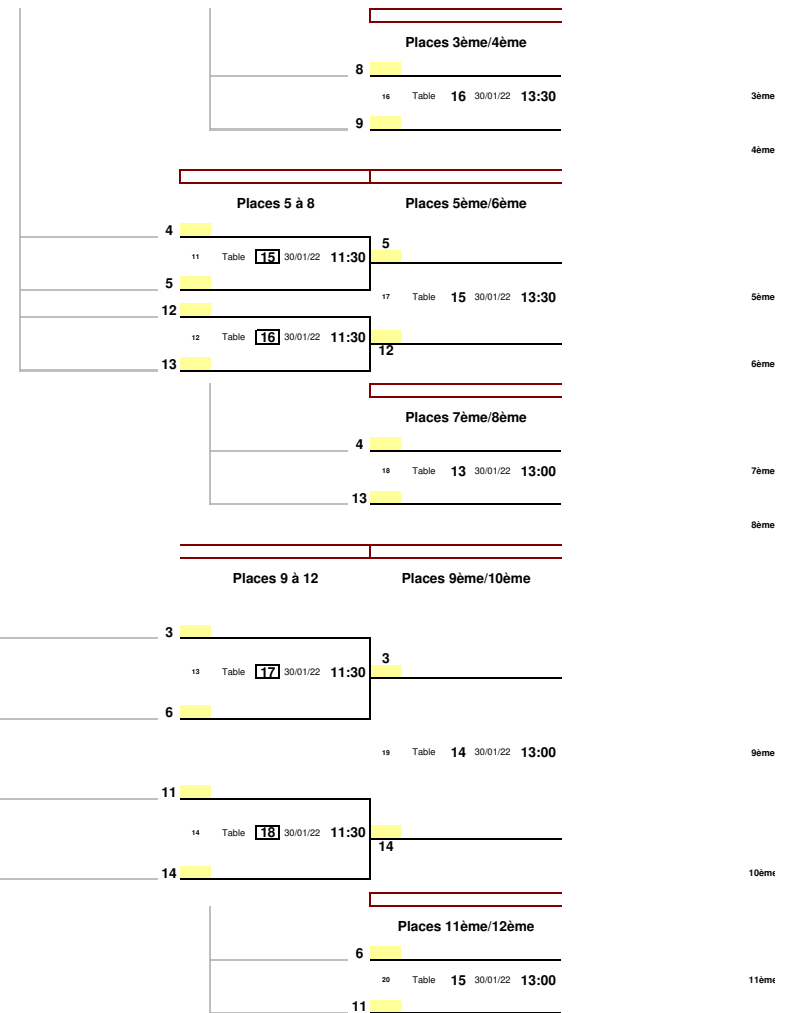 Places 3ème/4ème
8
16 Table 16 30/01/22 13:30 3ème
9
4ème
Places 5 à 8 Places 5ème/6ème
4
5
11 Table 15 30/01/22 11:30
5
17 Table 15 30/01/22 13:30 5ème
12
12 Table 16 30/01/22 11:30
12
13
6ème
Places 7ème/8ème
4
18 Table 13 30/01/22 13:00 7ème
13
8ème
Places 9 à 12 Places 9ème/10ème
3
3
13 Table 17 30/01/22 11:30
6
19 Table 14 30/01/22 13:00 9ème
11
14 Table 18 30/01/22 11:30
14
14
10ème
Places 11ème/12ème
6
20 Table 15 30/01/22 13:00 11ème
11